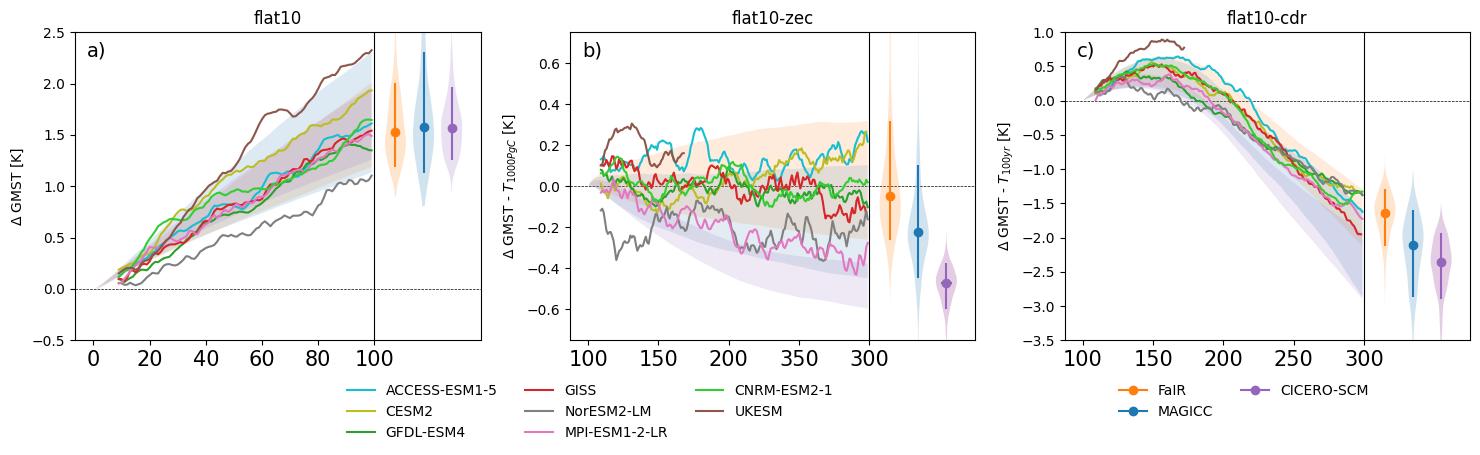 flat10
a)
Δ GMST [K]
2.5
2.0
1.5
1.0
0.5
0.0
−0.5
0 20 40 60 80 100
flat10-zec
b)
Δ GMST - T1000PgC [K]
0.6
0.4
0.2
0.0
−0.2
−0.4
−0.6
100 150 200 250 300
flat10-cdr
c)
Δ GMST - T100yr [K]
1.0
0.5
0.0
−0.5
−1.0
−1.5
−2.0
−2.5
−3.0
−3.5
100 150 200 250 300
ACCESS-ESM1-5
CESM2
GFDL-ESM4
GISS
NorESM2-LM
MPI-ESM1-2-LR
CNRM-ESM2-1
UKESM
FaIR
MAGICC
CICERO-SCM